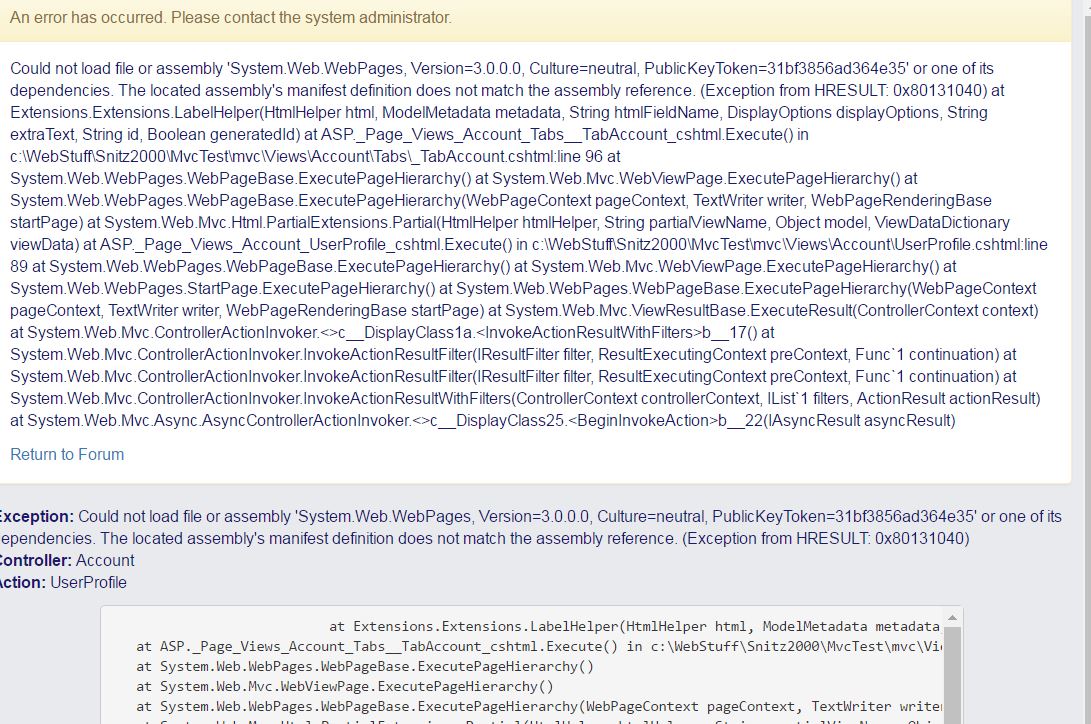 An error has occurred. Please contact the system administrator.
Could not load file or assembly 'System.Web.WebPages, Version=3.0.0.0, Culture=neutral, PublicKeyToken=31bf3856ad364e35' or one of its
dependencies. The located assembly's manifest definition does not match the assembly reference. (Exception from HRESULT: 0x80131040) at
Extensions.Extensions.LabelHelper(HtmlHelper html, ModelMetadata metadata, String htmlFieldName, DisplayOptions displayOptions, String
extraText, String id, Boolean generatedId) at ASP._Page_Views_Account_Tabs__TabAccount_cshtml.Execute() in
c:\WebStuff\Snitz2000\MvcTest\mvc\Views\Account\Tabs\_TabAccount.cshtml:line 96 at
System.Web.WebPages.WebPageBase.ExecutePageHierarchy() at System.Web.Mvc.WebViewPage.ExecutePageHierarchy() at
System.Web.WebPages.WebPageBase.ExecutePageHierarchy(WebPageContext pageContext, TextWriter writer, WebPageRenderingBase
startPage) at System.Web.Mvc.Html.PartialExtensions.Partial(HtmlHelper htmlHelper, String partialViewName, Object model, ViewDataDictionary
viewData) at ASP._Page_Views_Account_UserProfile_cshtml.Execute() in c:\WebStuff\Snitz2000\MvcTest\mvc\Views\Account\UserProfile.cshtml:line
89 at System.Web.WebPages.WebPageBase.ExecutePageHierarchy() at System.Web.Mvc.WebViewPage.ExecutePageHierarchy() at
System.Web.WebPages.StartPage.ExecutePageHierarchy() at System.Web.WebPages.WebPageBase.ExecutePageHierarchy(WebPageContext
pageContext, TextWriter writer, WebPageRenderingBase startPage) at System.Web.Mvc.ViewResultBase.ExecuteResult(ControllerContext context)
at System.Web.Mvc.ControllerActionInvoker.<>c__DisplayClass1a.<InvokeActionResultWithFilters>b__17() at
System.Web.Mvc.ControllerActionInvoker.InvokeActionResultFilter(IResultFilter filter, ResultExecutingContext preContext, Func`1 continuation) at
System.Web.Mvc.ControllerActionInvoker.InvokeActionResultFilter(IResultFilter filter, ResultExecutingContext preContext, Func`1 continuation) at
System.Web.Mvc.ControllerActionInvoker.InvokeActionResultWithFilters(ControllerContext controllerContext, IList`1 filters, ActionResult actionResult)
at System.Web.Mvc.Async.AsyncControllerActionInvoker.<>c__DisplayClass25.<BeginInvokeAction>b__22(IAsyncResult asyncResult)
Return to Forum
Exception: Could not load file or assembly 'System.Web.WebPages, Version=3.0.0.0, Culture=neutral, PublicKeyToken=31bf3856ad364e35' or one of its
ependencies. The located assembly's manifest definition does not match the assembly reference. (Exception from HRESULT: 0x80131040)
Controller: Account
Action: UserProfile
at Extensions.Extensions.LabelHelper(HtmlHelper html, ModelMetadata metadata
at ASP._Page_Views_Account_Tabs__TabAccount_cshtml.Execute() in c:\WebStuff\Snitz2000\MvcTest\mvc\Vi
at System.Web.WebPages.WebPageBase.ExecutePageHierarchy()
at System.Web.Mvc.WebViewPage.ExecutePageHierarchy()
at System.Web.WebPages.WebPageBase.ExecutePageHierarchy(WebPageContext pageContext, TextWriter writer